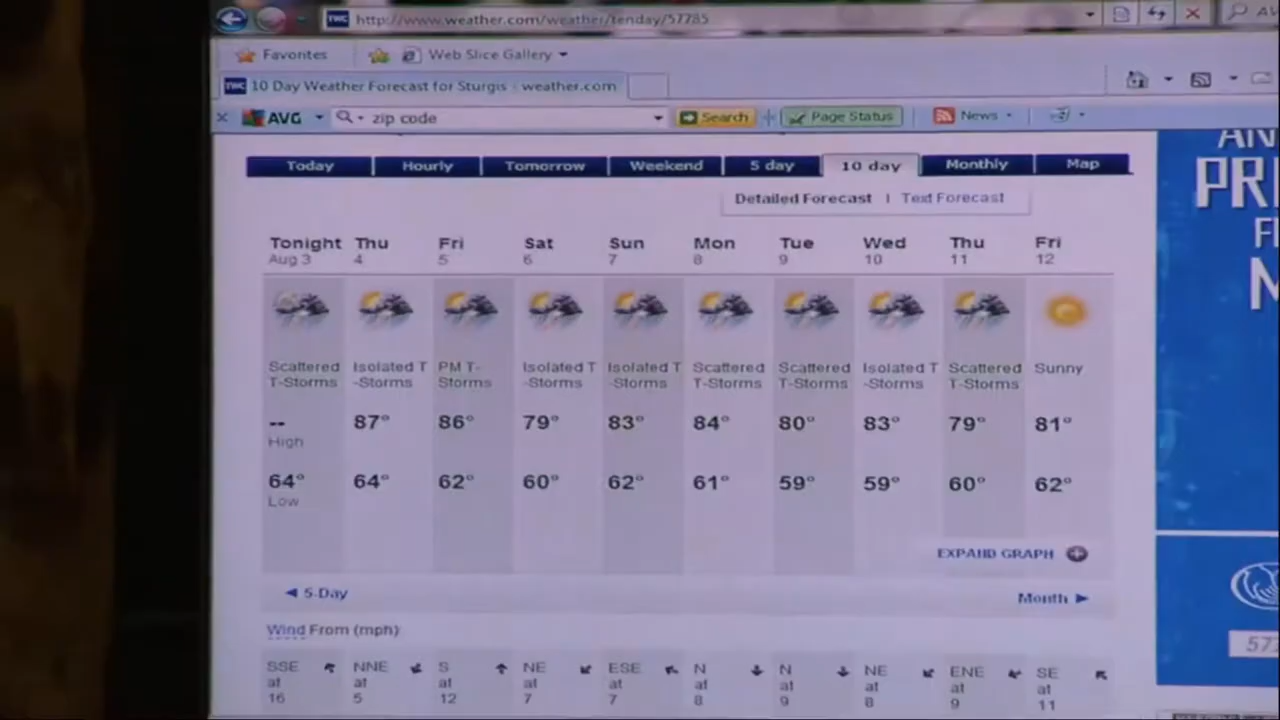 TWC http://www.weather.com/weather/tenday/57785
Favorites Web Slice Gallery
TWC 10 Day Weather Forecast for Sturgis - weather.com
AVG zip code Search Page Status News
Today Hourly Tomorrow Weekend 5 day 10 day Monthly Map
Detailed Forecast | Text Forecast
Tonight Thu Fri Sat Sun Mon Tue Wed Thu Fri
Aug 3 4 5 6 7 8 9 10 11 12
Scattered Isolated T PM T- Isolated T Isolated T Scattered Scattered Isolated T Scattered Sunny
T-Storms -Storms Storms -Storms -Storms T-Storms T-Storms -Storms T-Storms
-- 87° 86° 79° 83° 84° 80° 83° 79° 81°
High
64° 64° 62° 60° 62° 61° 59° 59° 60° 62°
Low
EXPAND GRAPH
5-Day Month
Wind From (mph)
SSE NNE S NE ESE N N NE ENE SE
at at at at at at at at at at
16 5 12 7 7 8 9 8 9 11
AN
PRI
F
N
57